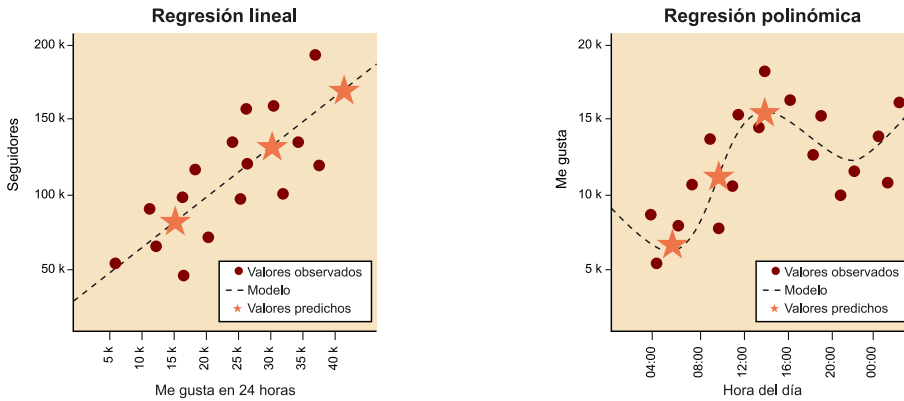 Regresión lineal
Seguidores
200 k
150 k
100 k
50 k
Valores observados
Modelo
Valores predichos
5 k
10 k
15 k
20 k
25 k
30 k
35 k
40 k
Me gusta en 24 horas
Regresión polinómica
Me gusta
20 k
15 k
10 k
5 k
Valores observados
Modelo
Valores predichos
04:00
08:00
12:00
16:00
20:00
00:00
Hora del día